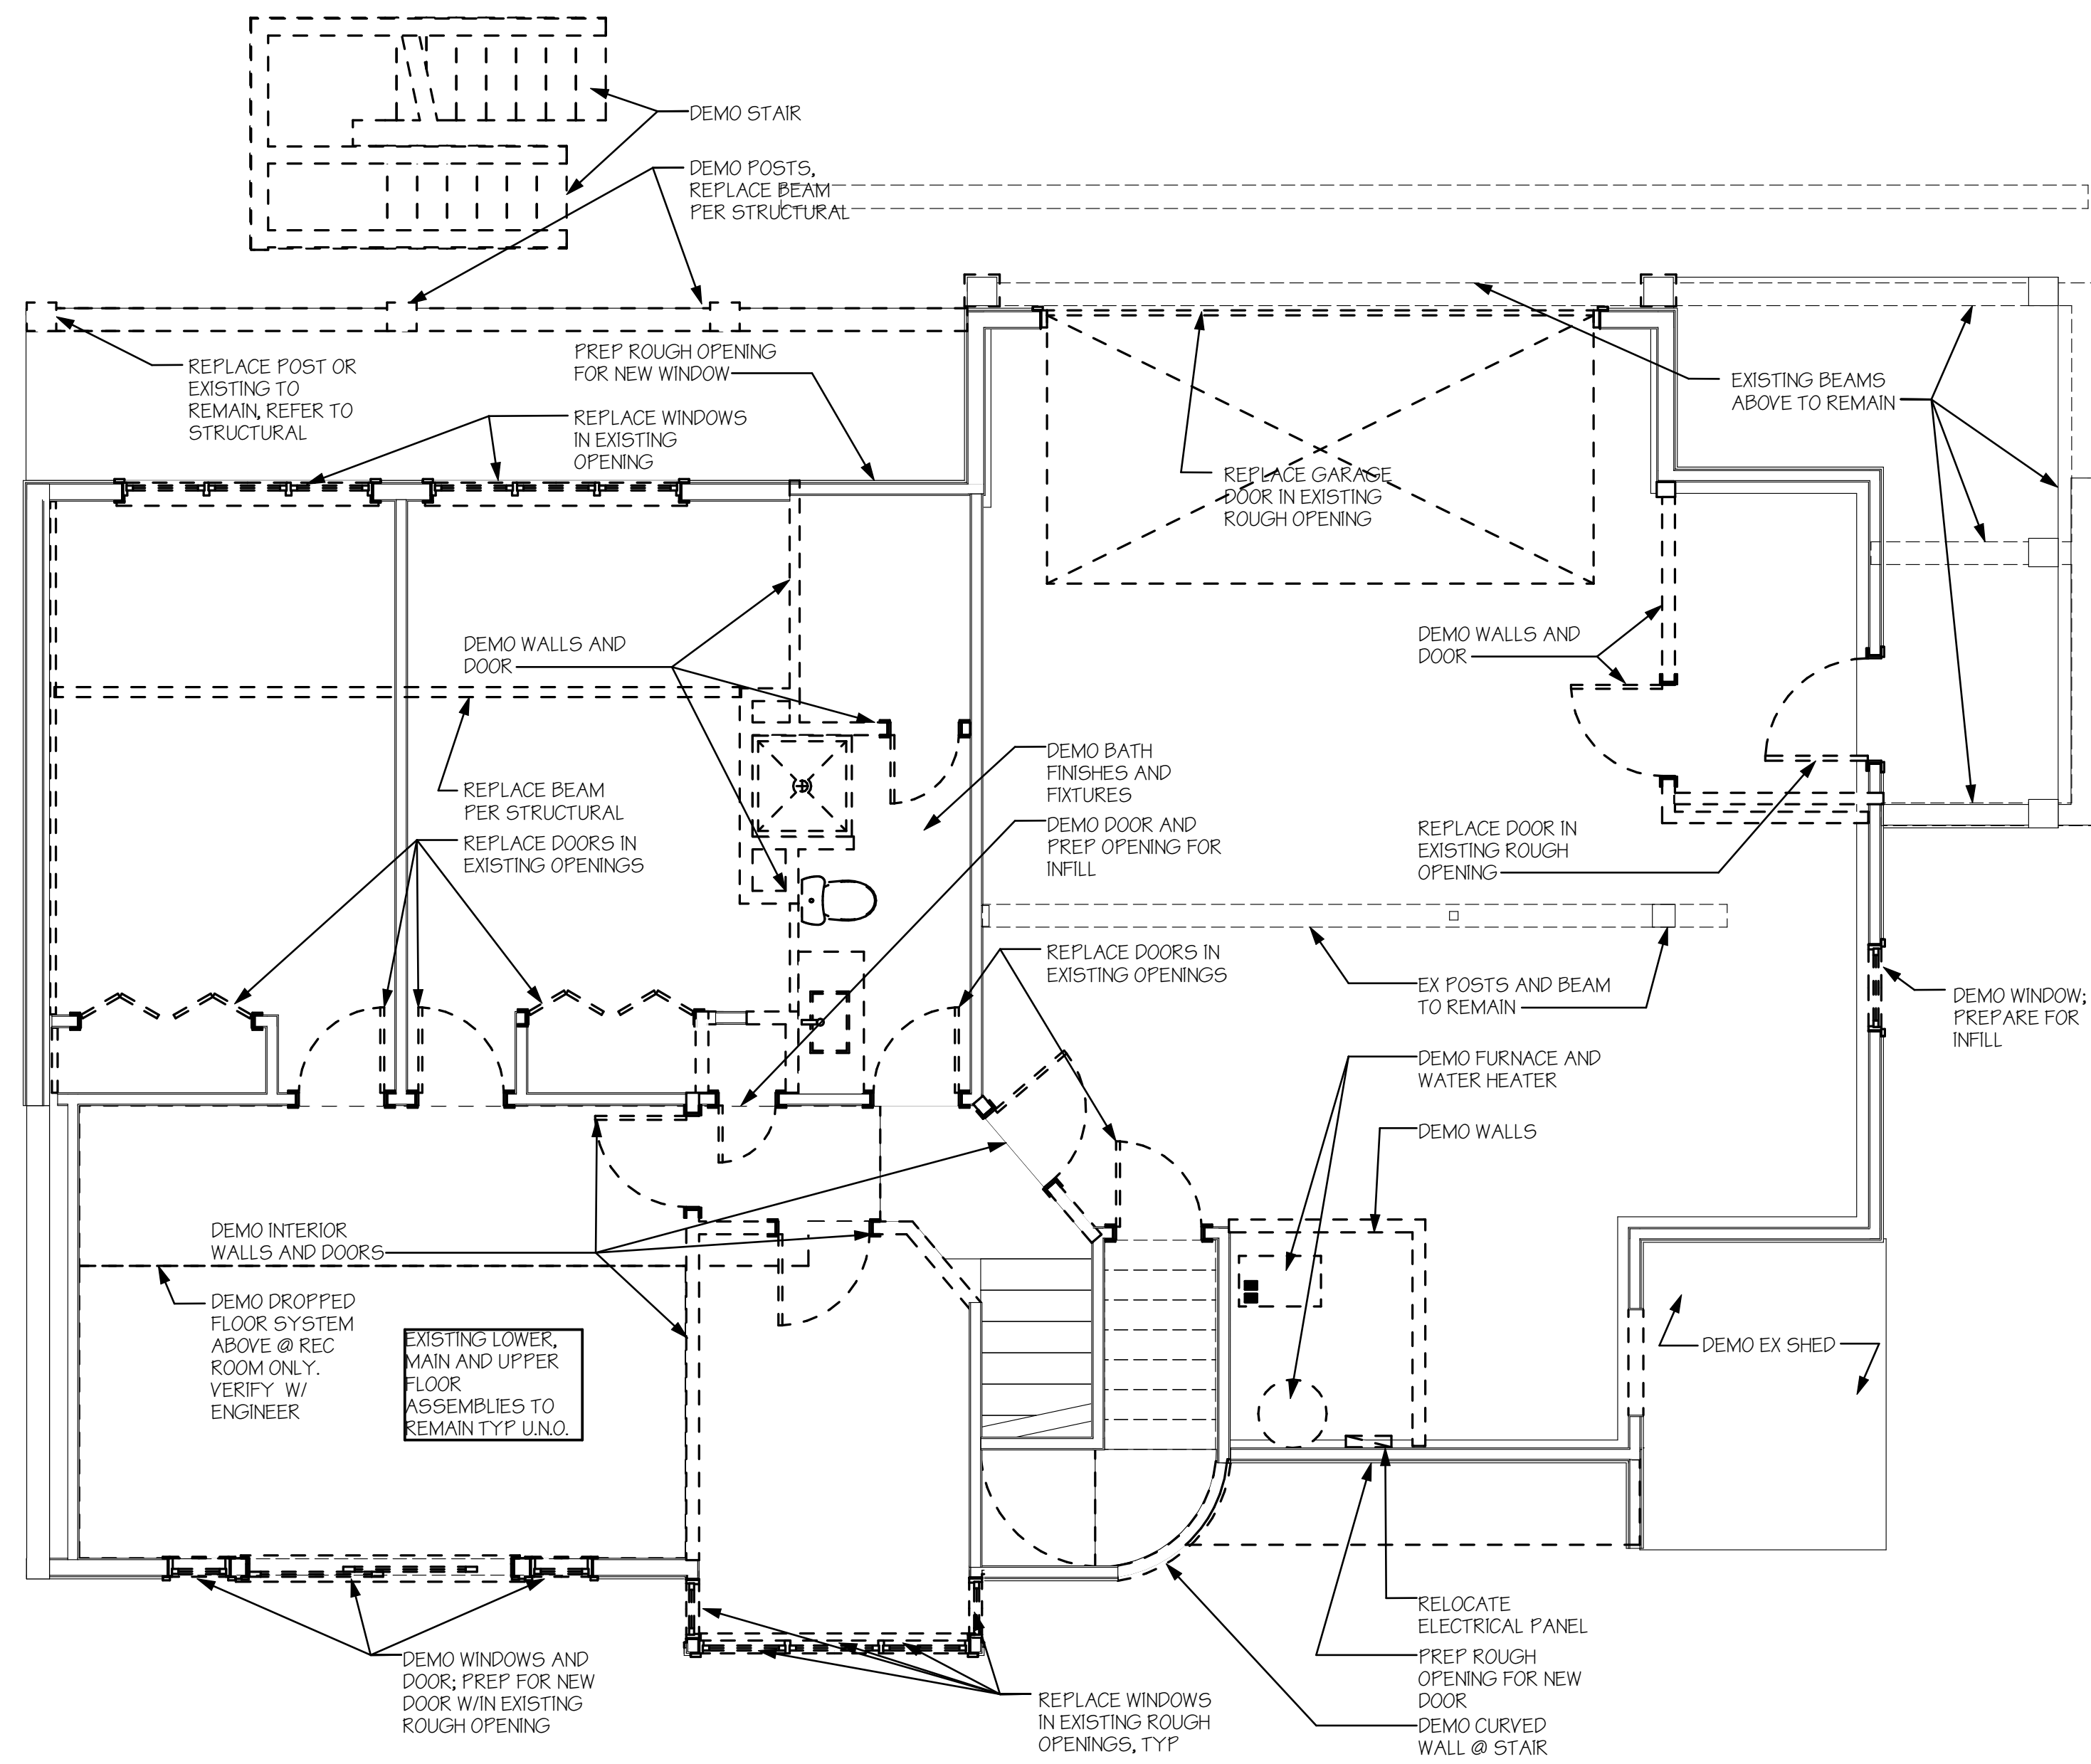 DEMO STAIR
DEMO POSTS,
REPLACE BEAM
PER STRUCTURAL
REPLACE POST OR
EXISTING TO
REMAIN, REFER TO
STRUCTURAL
PREP ROUGH OPENING
FOR NEW WINDOW
REPLACE WINDOWS
IN EXISTING
OPENING
EXISTING BEAMS
ABOVE TO REMAIN
REPLACE GARAGE
DOOR IN EXISTING
ROUGH OPENING
DEMO WALLS AND
DOOR
DEMO WALLS AND
DOOR
DEMO BATH
FINISHES AND
FIXTURES
REPLACE BEAM
PER STRUCTURAL
REPLACE DOORS IN
EXISTING OPENINGS
DEMO DOOR AND
PREP OPENING FOR
INFILL
REPLACE DOOR IN
EXISTING ROUGH
OPENING
REPLACE DOORS IN
EXISTING OPENINGS
EX POSTS AND BEAM
TO REMAIN
DEMO WINDOW;
PREPARE FOR
INFILL
DEMO FURNACE AND
WATER HEATER
DEMO WALLS
DEMO INTERIOR
WALLS AND DOORS
DEMO DROPPED
FLOOR SYSTEM
ABOVE @ REC
ROOM ONLY.
VERIFY W/
ENGINEER
EXISTING LOWER,
MAIN AND UPPER
FLOOR
ASSEMBLIES TO
REMAIN TYP U.N.O.
DEMO EX SHED
RELOCATE
ELECTRICAL PANEL
PREP ROUGH
OPENING FOR NEW
DOOR
DEMO CURVED
WALL @ STAIR
DEMO WINDOWS AND
DOOR; PREP FOR NEW
DOOR W/IN EXISTING
ROUGH OPENING
REPLACE WINDOWS
IN EXISTING ROUGH
OPENINGS, TYP